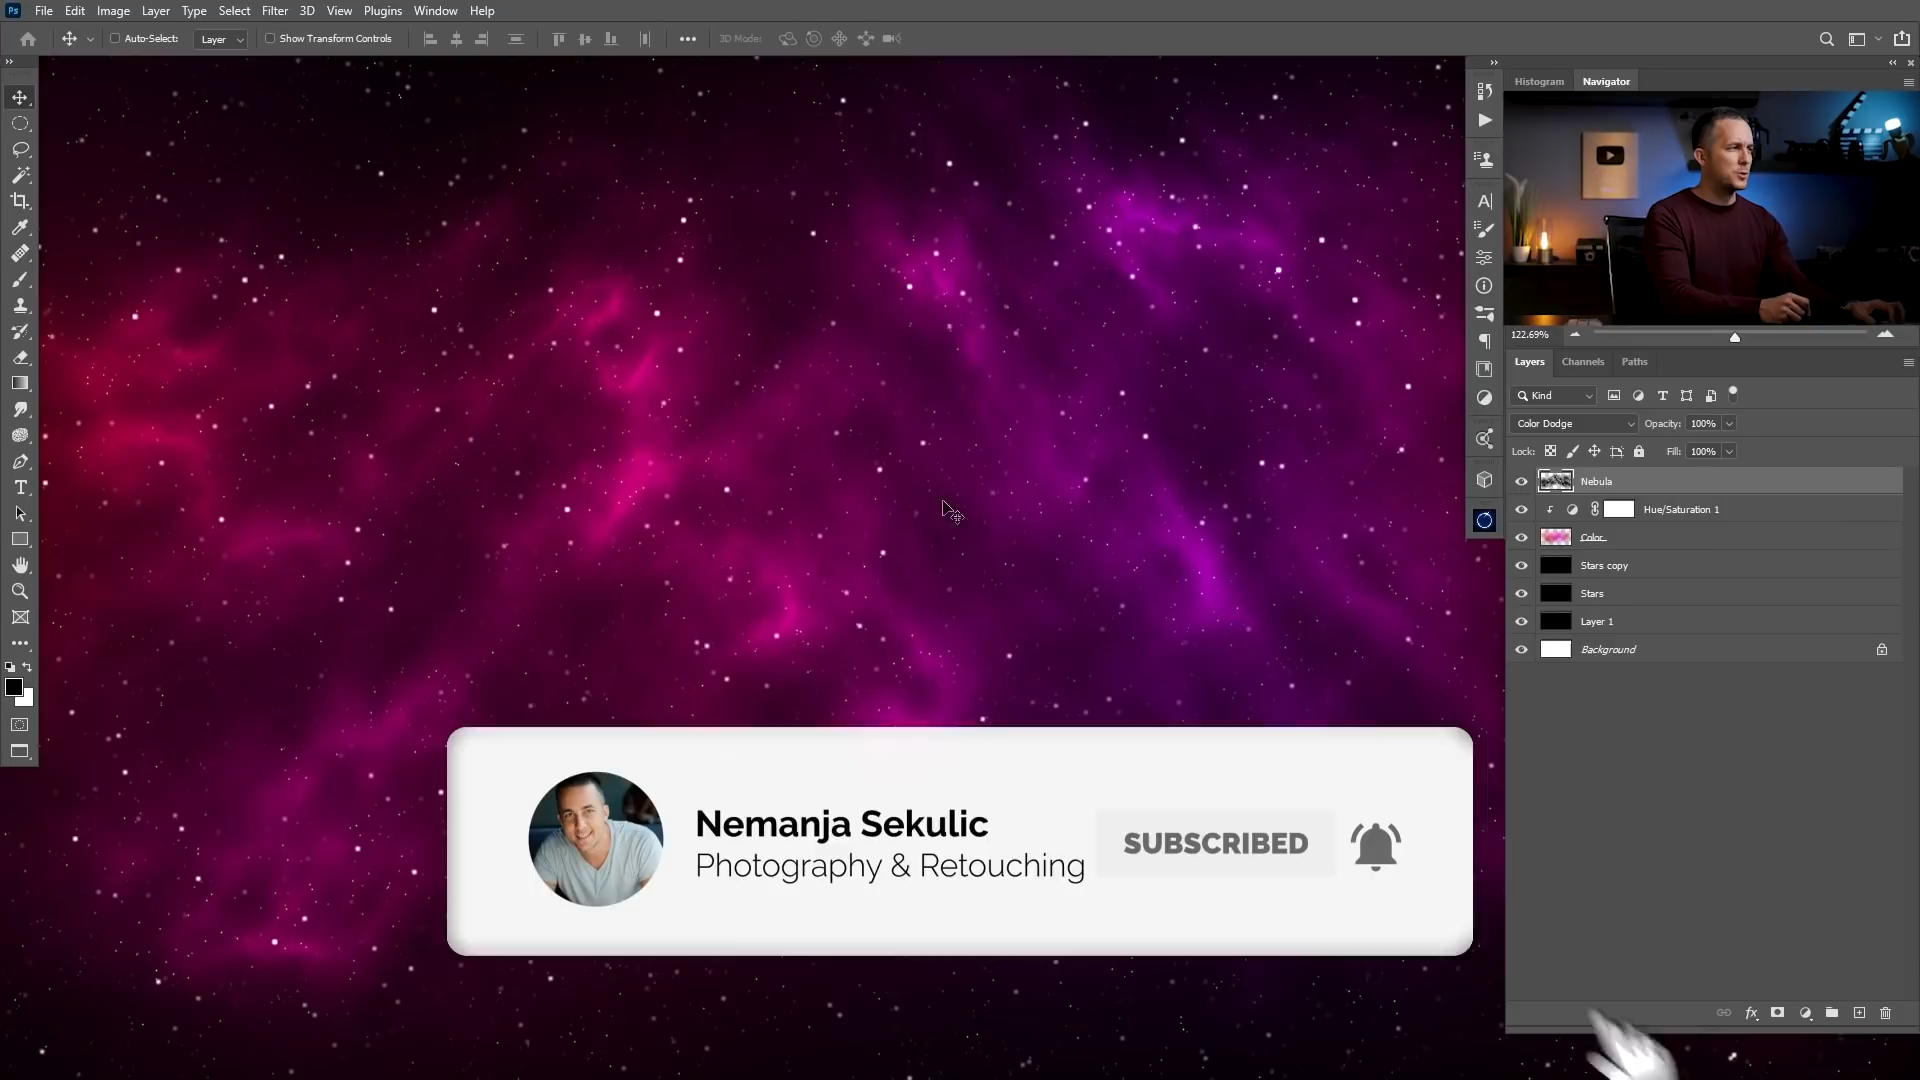 Ps File Edit Image Layer Type Select Filter 3D View Plugins Window Help
Auto-Select: Layer Show Transform Controls 3D Mode:
Histogram Navigator
122.69%
Layers Channels Paths
Kind
Color Dodge Opacity: 100%
Lock: Fill: 100%
Nebula
Hue/Saturation 1
Color
Stars copy
Stars
Layer 1
Background
Nemanja Sekulic
Photography & Retouching
SUBSCRIBED